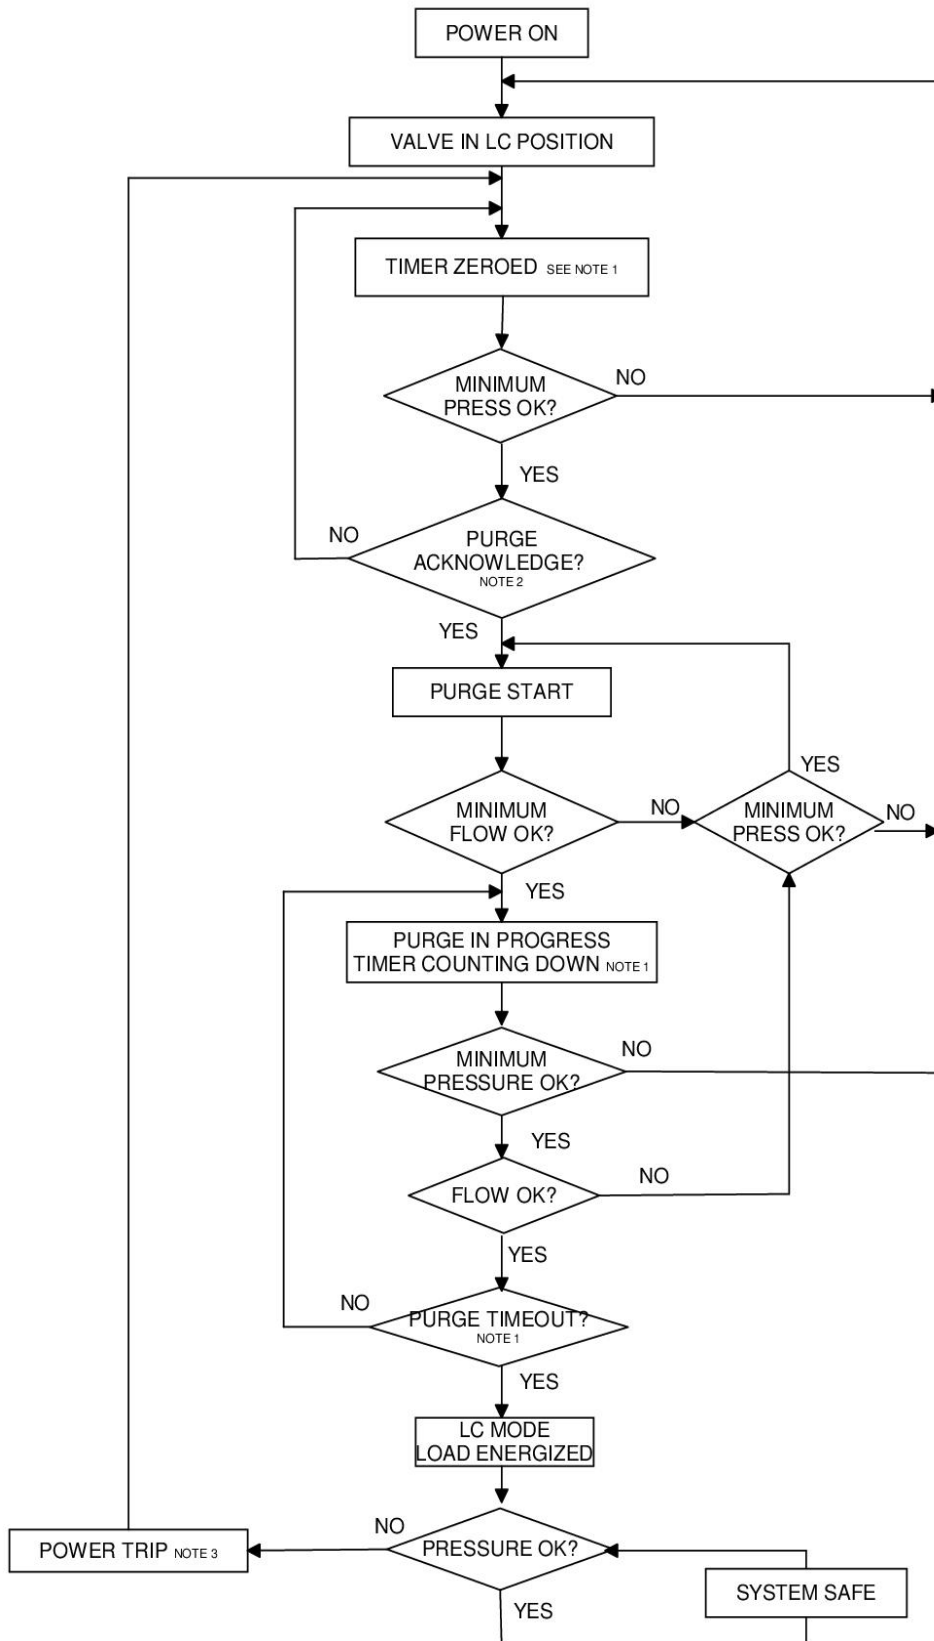 POWER ON
VALVE IN LC POSITION
TIMER ZEROED SEE NOTE 1
MINIMUM
PRESS OK?
NO
YES
PURGE
ACKNOWLEDGE?
NOTE 2
NO
YES
PURGE START
MINIMUM
FLOW OK?
NO
YES
MINIMUM
PRESS OK?
NO
YES
PURGE IN PROGRESS
TIMER COUNTING DOWN NOTE 1
MINIMUM
PRESSURE OK?
NO
YES
FLOW OK?
NO
YES
PURGE TIMEOUT?
NOTE 1
NO
YES
LC MODE
LOAD ENERGIZED
PRESSURE OK?
NO
POWER TRIP NOTE 3
YES
SYSTEM SAFE